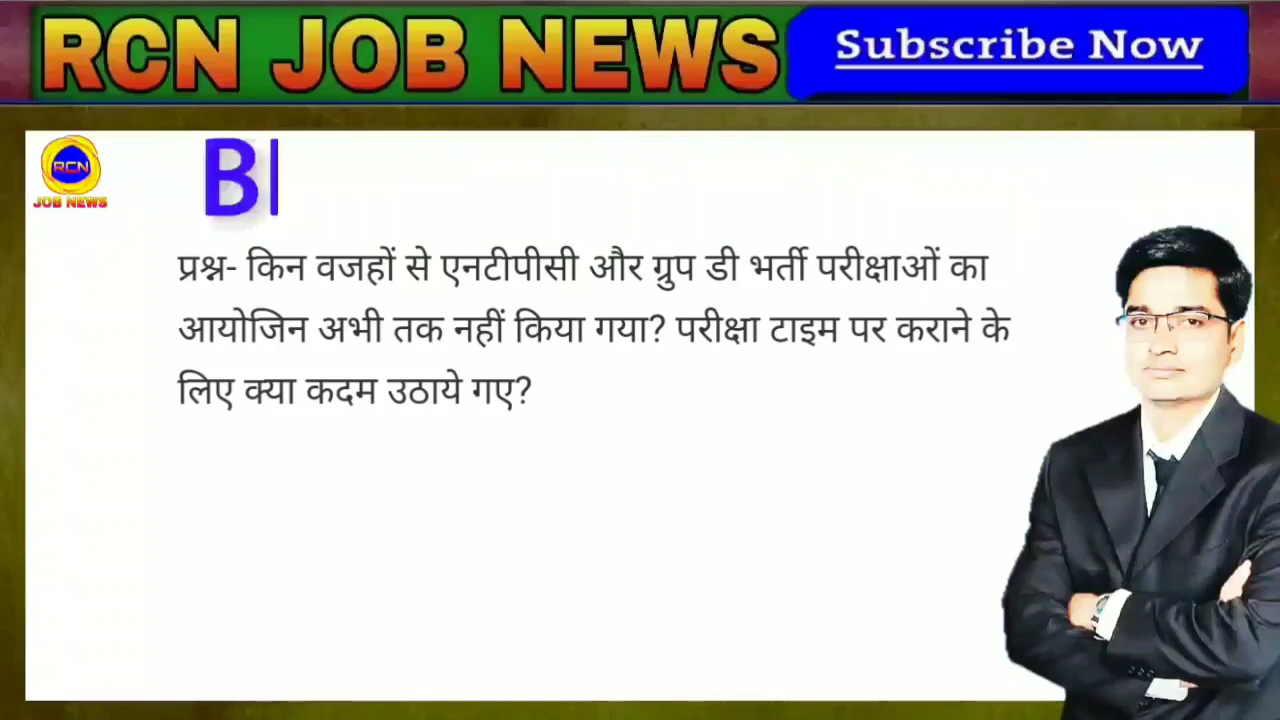 RCN JOB NEWS
Subscribe Now
RCN
JOB NEWS
B
प्रश्न- किन वजहों से एनटीपीसी और ग्रुप डी भर्ती परीक्षाओं का
आयोजिन अभी तक नहीं किया गया? परीक्षा टाइम पर कराने के
लिए क्या कदम उठाये गए?